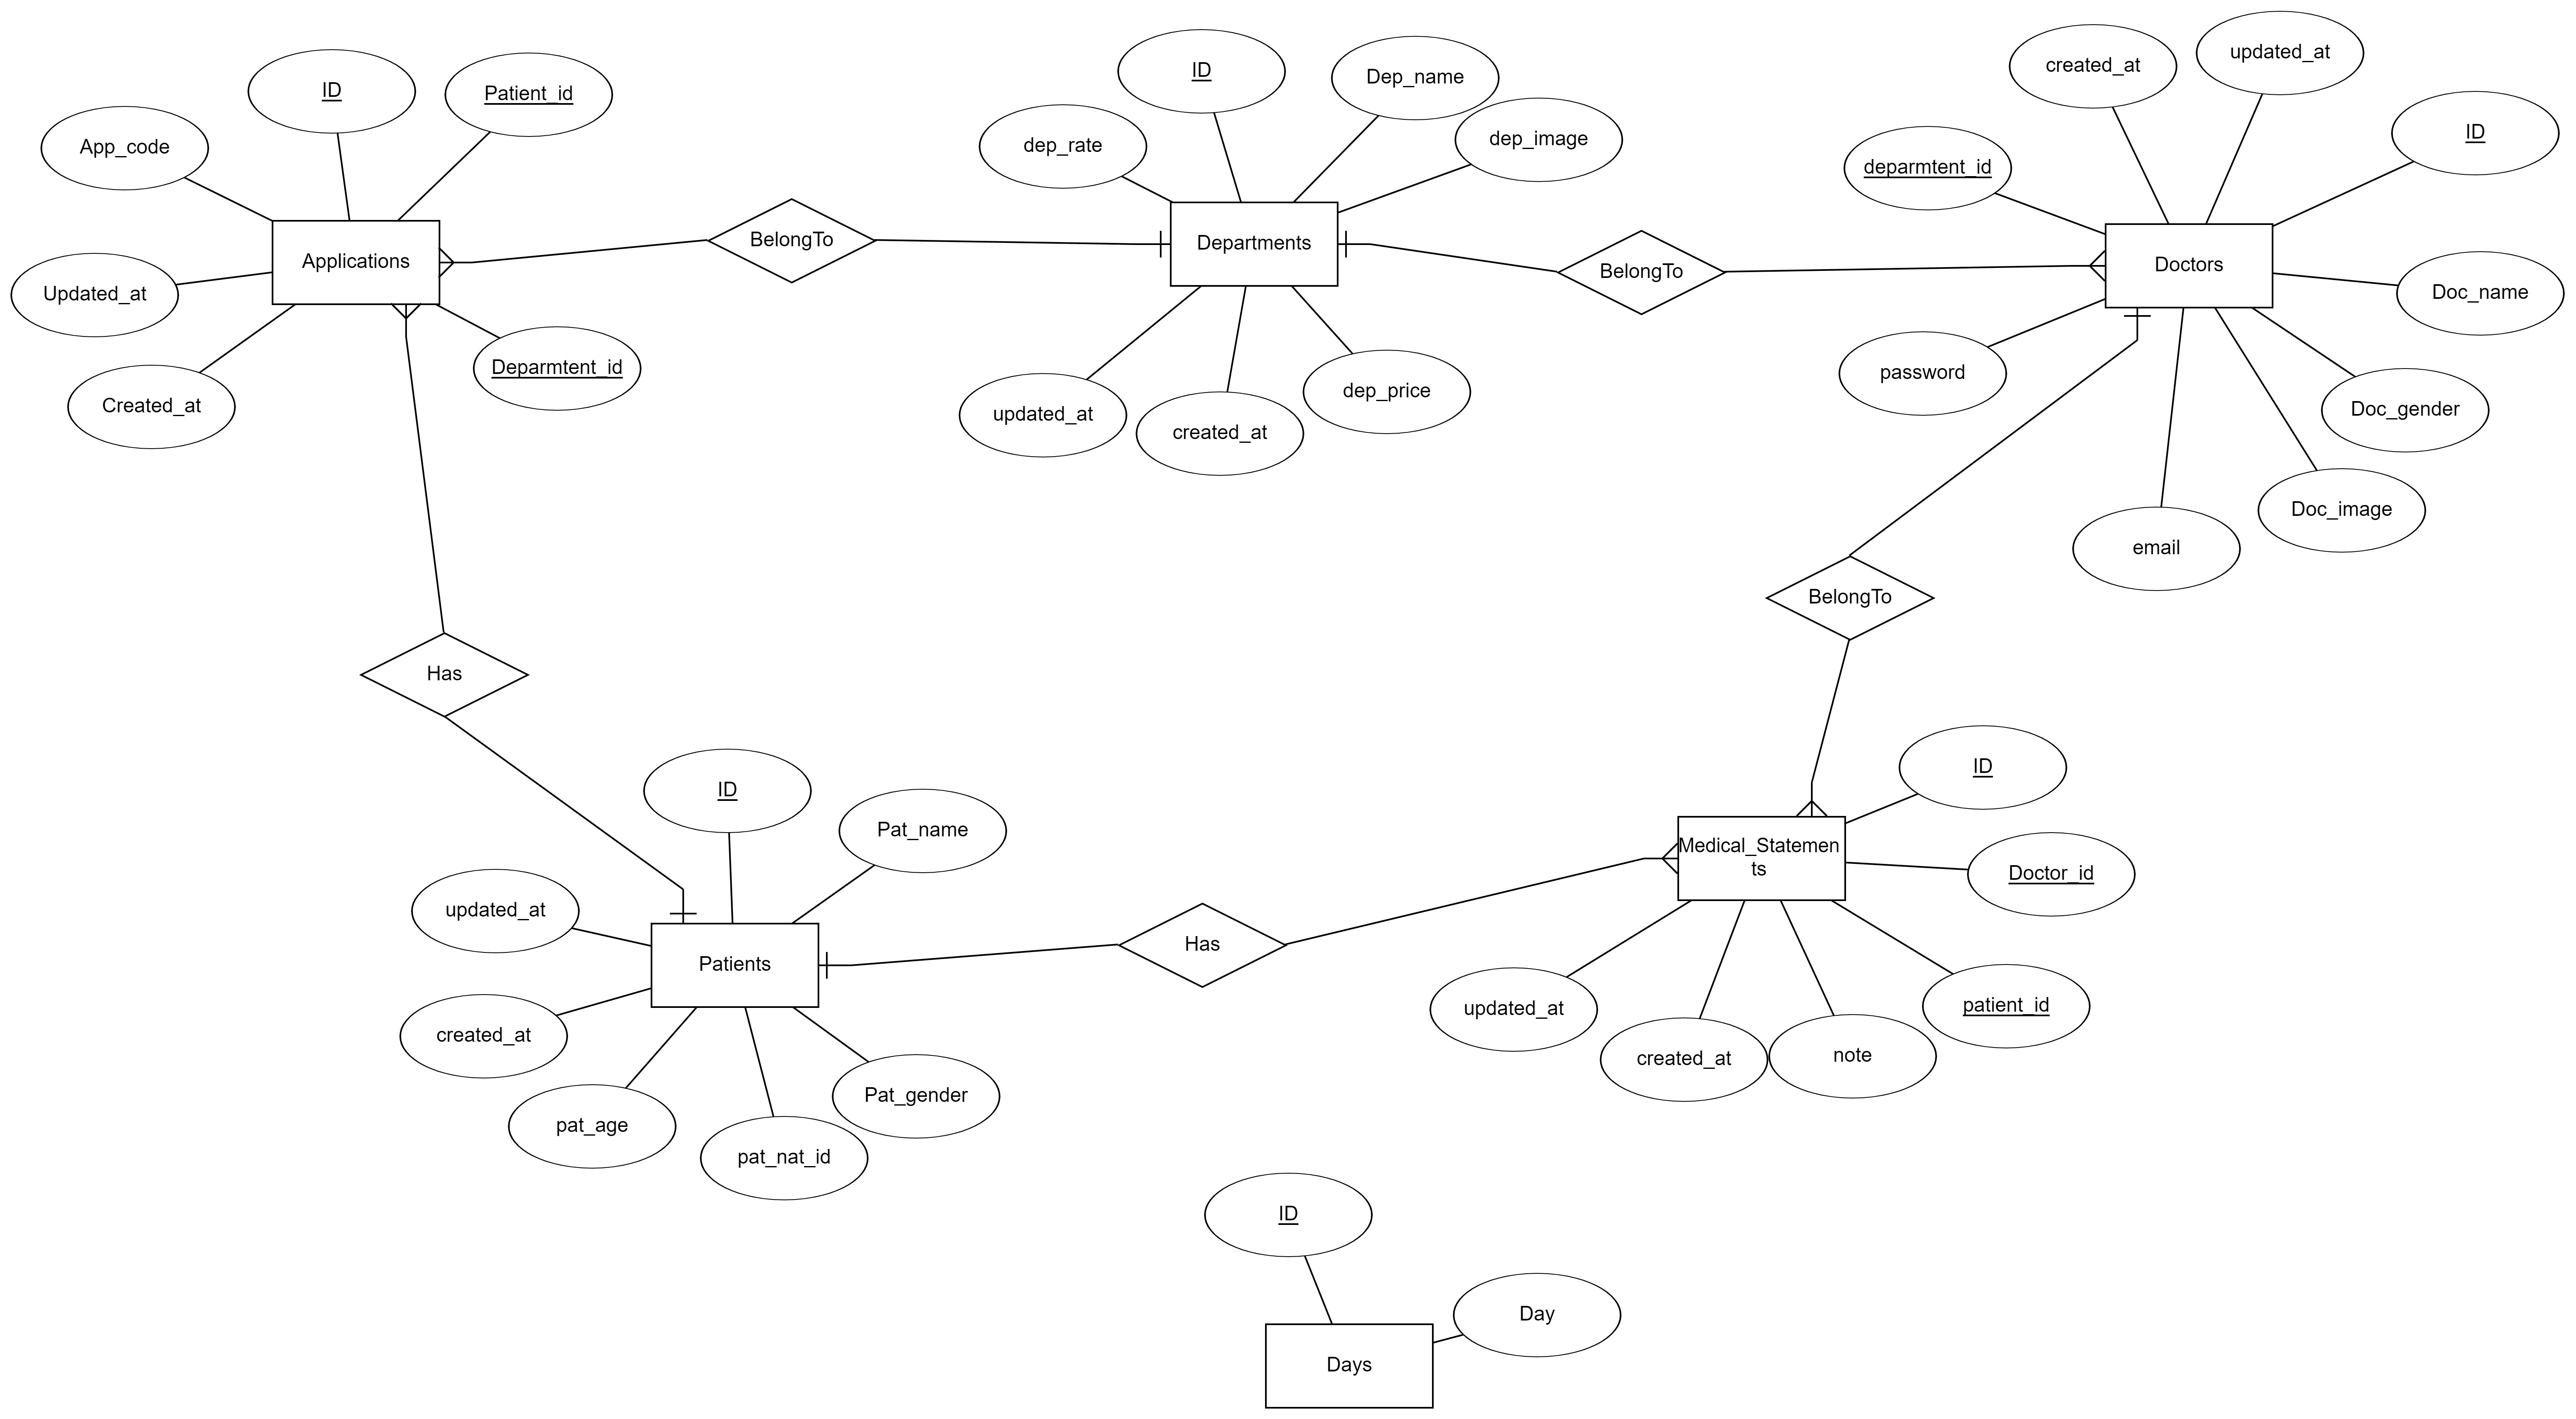 updated_at
created_at
ID
Dep_name
ID
Patient_id
ID
dep_image
dep_rate
App_code
deparmtent_id
BelongTo
Departments
Applications
Doctors
BelongTo
Updated_at
Doc_name
Deparmtent_id
password
dep_price
Created_at
updated_at
created_at
Doc_gender
Doc_image
email
BelongTo
Has
ID
ID
Pat_name
Medical_Statemen
ts
Doctor_id
updated_at
Has
Patients
patient_id
updated_at
created_at
note
created_at
Pat_gender
pat_age
pat_nat_id
ID
Day
Days